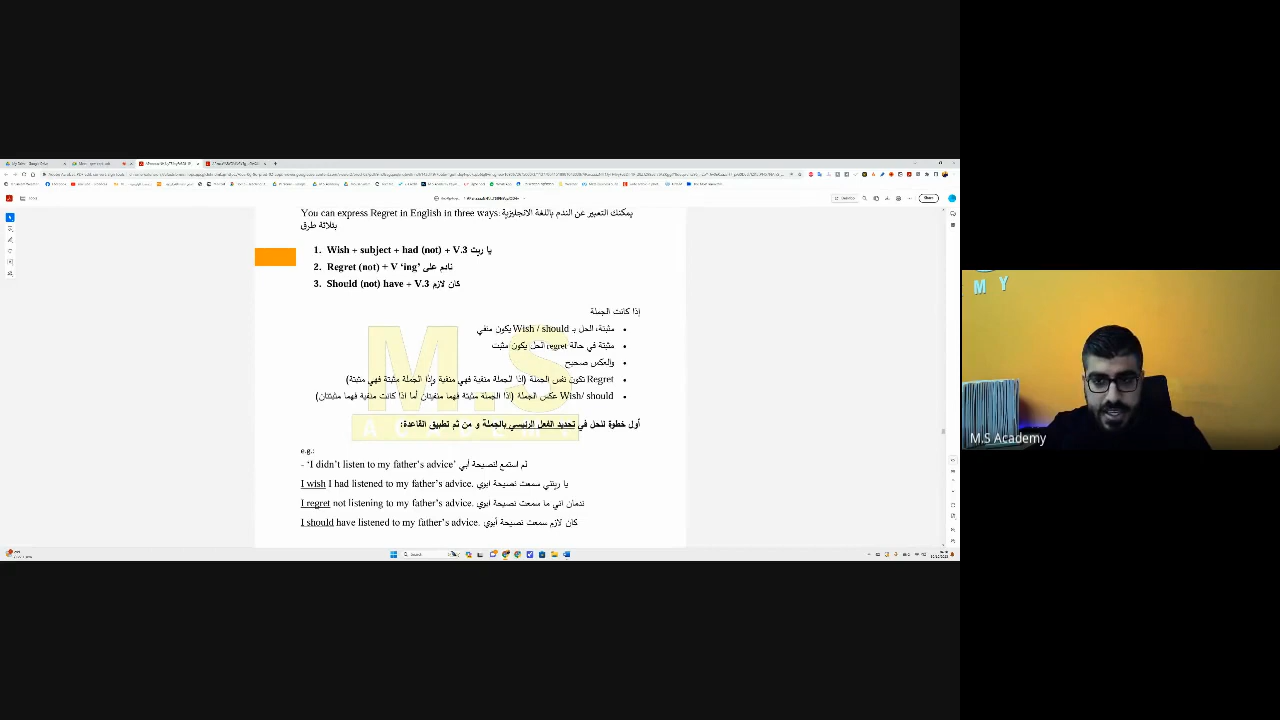 Share
You can express Regret in English in three ways: يمكنك التعبير عن الندم باللغة الانجليزية
بثلاثة طرق
1. Wish + subject + had (not) + V.3 يا ريت
2. Regret (not) + V 'ing' نادم على
3. Should (not) have + V.3 كان لازم
إذا كانت الجملة
• مثبتة، الحل بـ Wish / should يكون منفي
• مثبتة في حالة regret الحل يكون مثبت
• والعكس صحيح
• Regret تكون نفس الجملة (اذا الجملة منفية فهي منفية وإذا الجملة مثبتة فهي مثبتة)
• Wish/ should عكس الجملة (اذا الجملة مثبتة فهما منفيتان أما اذا كانت منفية فهما مثبتتان)
M.S
أول خطوة للحل في تحديد الفعل الرئيسي بالجملة و من ثم تطبيق القاعدة:
e.g.:
- 'I didn't listen to my father's advice' لم استمع لنصيحة أبي
I wish I had listened to my father's advice. يا ريتني سمعت نصيحة ابوي
I regret not listening to my father's advice. ندمان اني ما سمعت نصيحة ابوي
I should have listened to my father's advice. كان لازم سمعت نصيحة أبوي
Search
M Y
M.S Academy